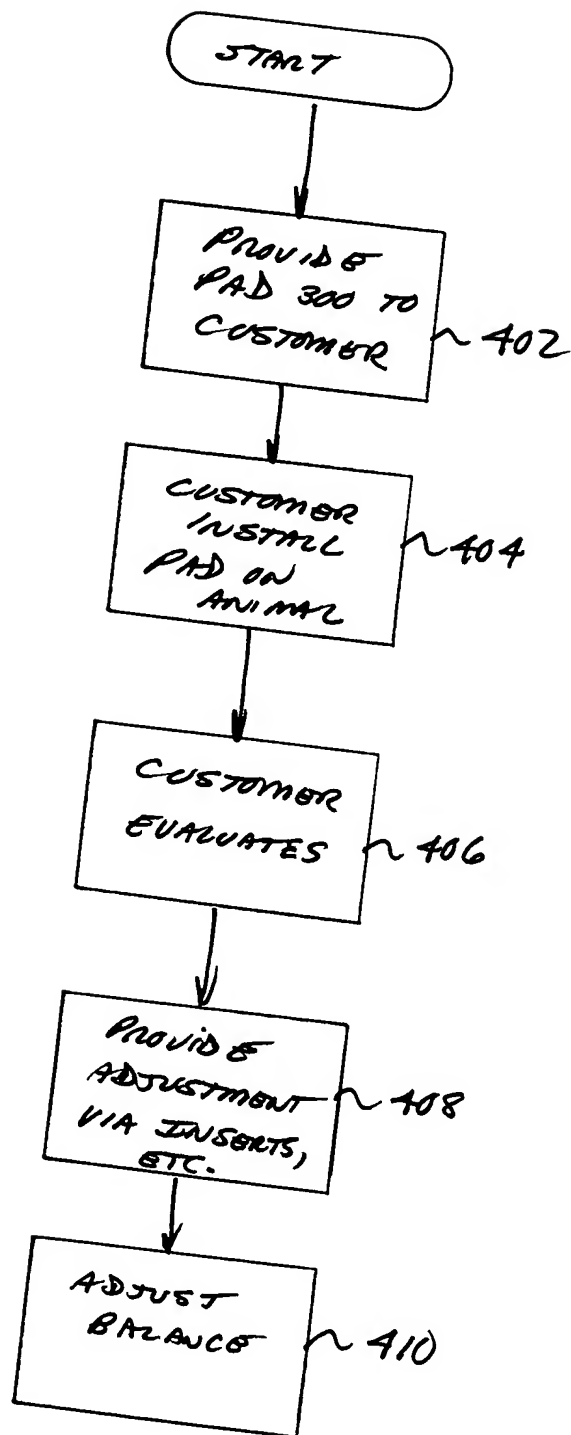 START
PROVIDE
PAD 300 TO
CUSTOMER
402
CUSTOMER
INSTALL
PAD ON
ANIMAL
404
CUSTOMER
EVALUATES
406
PROVIDE
ADJUSTMENT
VIA INSERTS,
ETC.
408
ADJUST
BALANCE
410